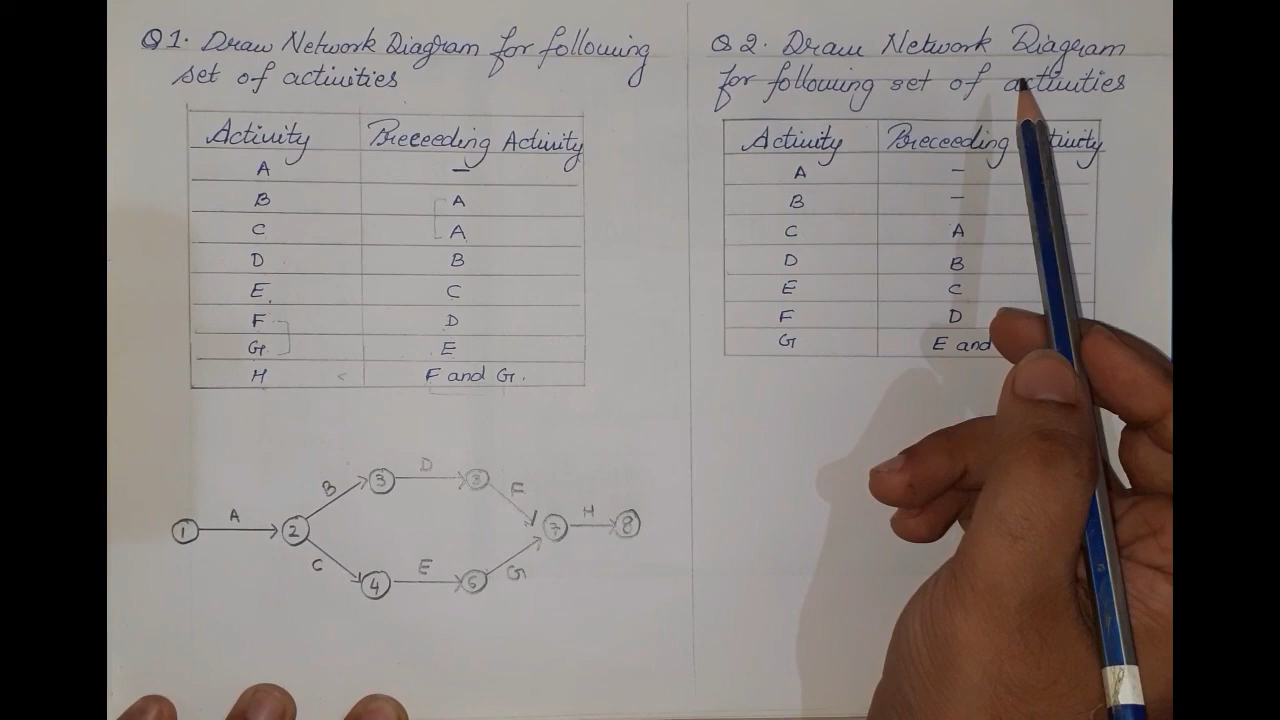 Q1. Draw Network Diagram for following
set of activities
Activity Preceeding Activity
A –
B A
C A
D B
E C
F D
G E
H F and G.
B D F
1 A 2 3 7 H 8
C 4 E G
Q2. Draw Network Diagram
for following set of activities
Activity Preceeding
A –
B –
C A
D B
E C
F D
G E and